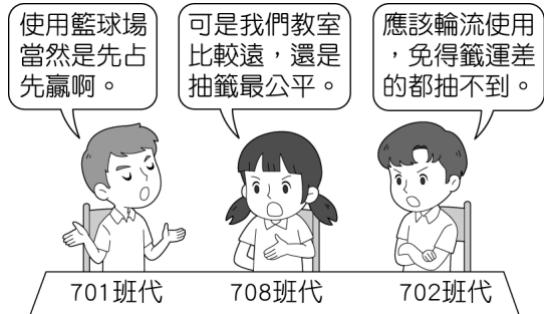 使用籃球場
當然是先占
先贏啊。
可是我們教室
比較遠，還是
抽籤最公平。
應該輪流使用
，免得籤運差
的都抽不到。
701班代
708班代
702班代